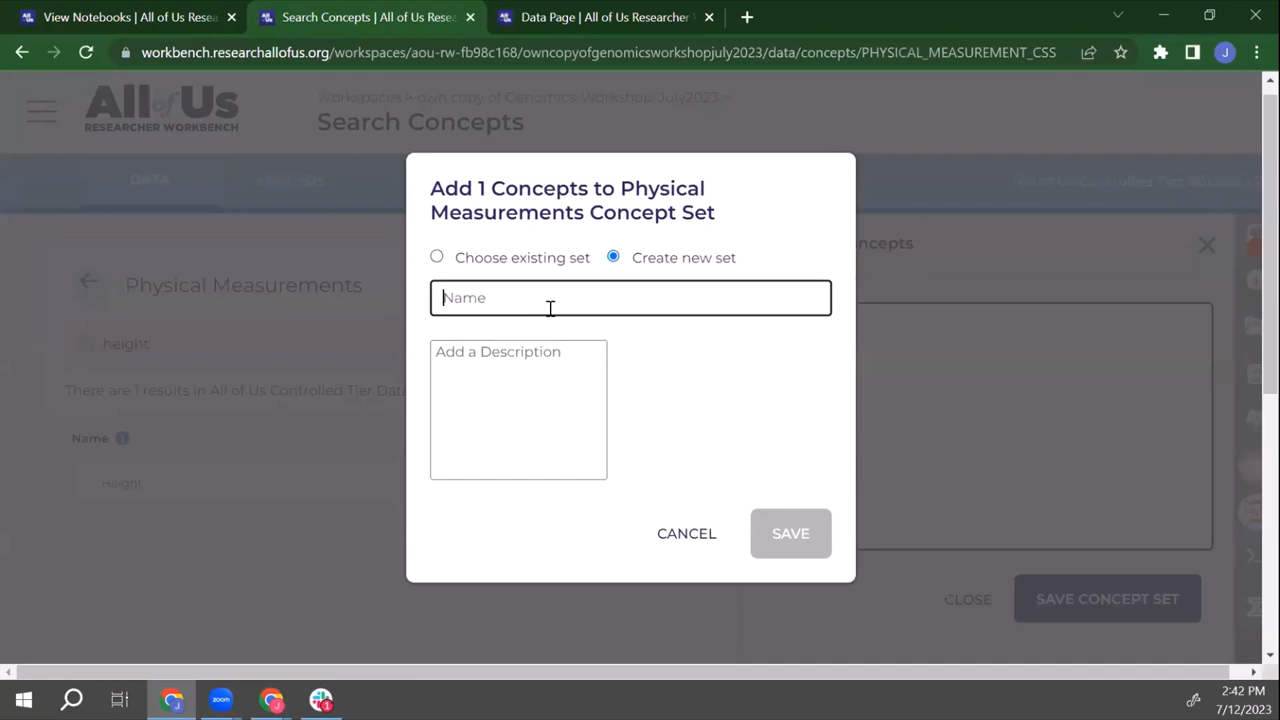 View Notebooks | All of Us Resea
Search Concepts | All of Us Rese
Data Page | All of Us Researcher
workbench.researchallofus.org/workspaces/aou-rw-fb98c168/owncopyofgenomicsworkshopjuly2023/data/concepts/PHYSICAL_MEASUREMENT_CSS
J
All of Us
RESEARCHER WORKBENCH
Workspaces > own copy of Genomics-Workshop-July2023
Search Concepts
DATA
Add 1 Concepts to Physical
Measurements Concept Set
Choose existing set
Create new set
Name
Add a Description
CANCEL
SAVE
Physical Measurements
height
There are 1 results in All of Us Controlled Tier Data
Name
Height
CLOSE
SAVE CONCEPT SET
zoom
2:42 PM
7/12/2023